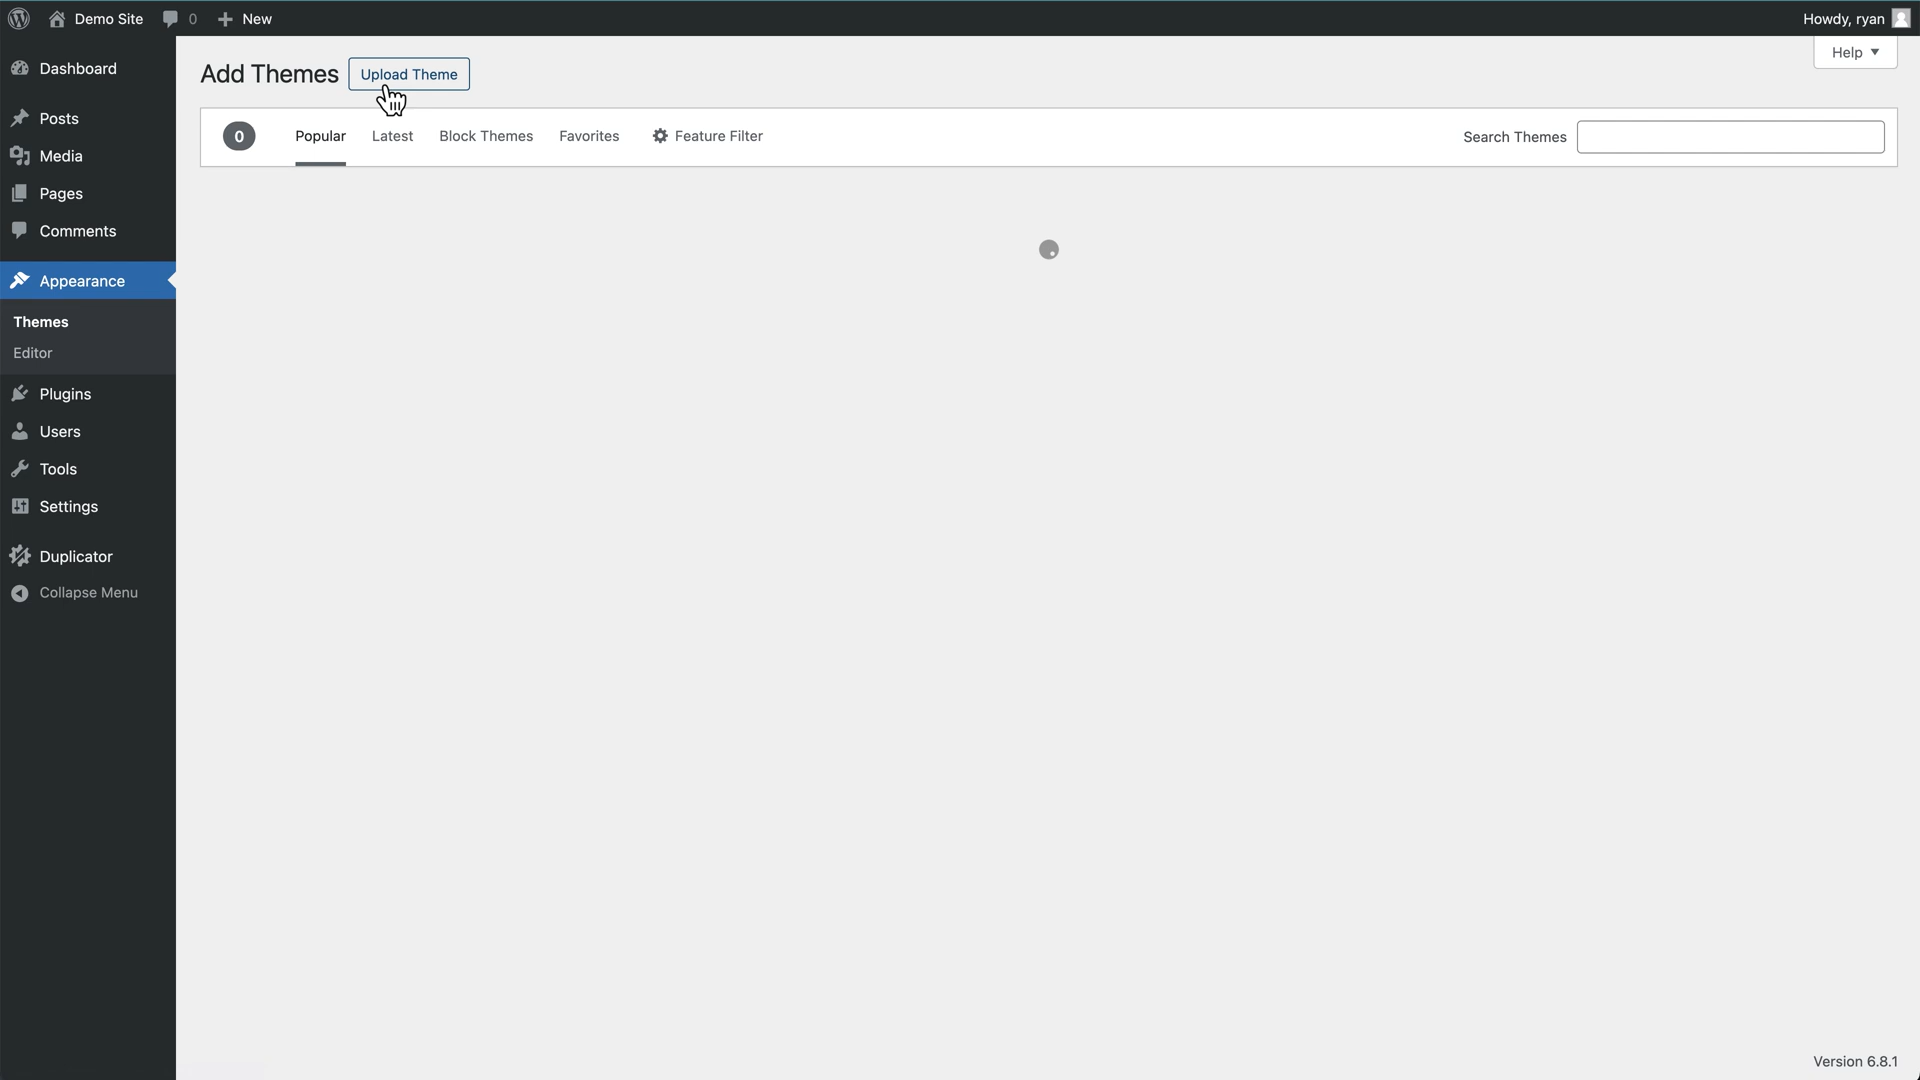 Demo Site 0 New Howdy, ryan
Help
Dashboard
Posts
Media
Pages
Comments
Appearance
Themes
Editor
Plugins
Users
Tools
Settings
Duplicator
Collapse Menu
Add Themes Upload Theme
0 Popular Latest Block Themes Favorites Feature Filter Search Themes
Version 6.8.1